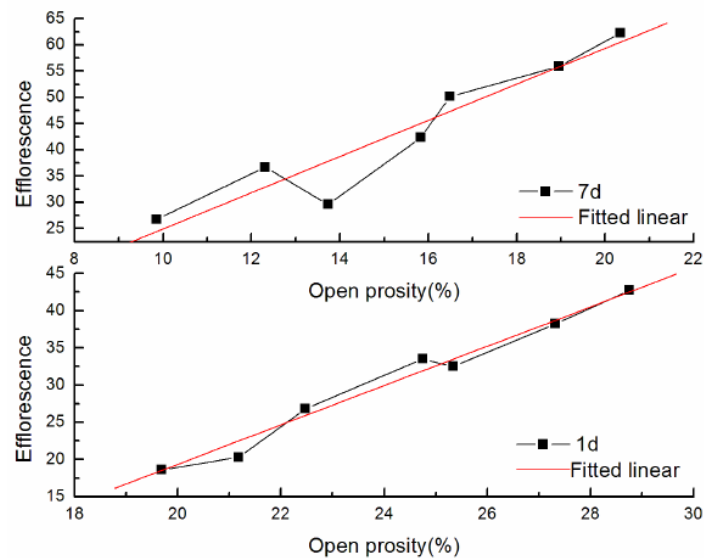 65
60
55
50
45
40
35
30
25
Efflorescence
7d
Fitted linear
8 10 12 14 16 18 20 22
Open prosity(%)
45
40
35
30
25
20
15
Efflorescence
1d
Fitted linear
18 20 22 24 26 28 30
Open prosity(%)